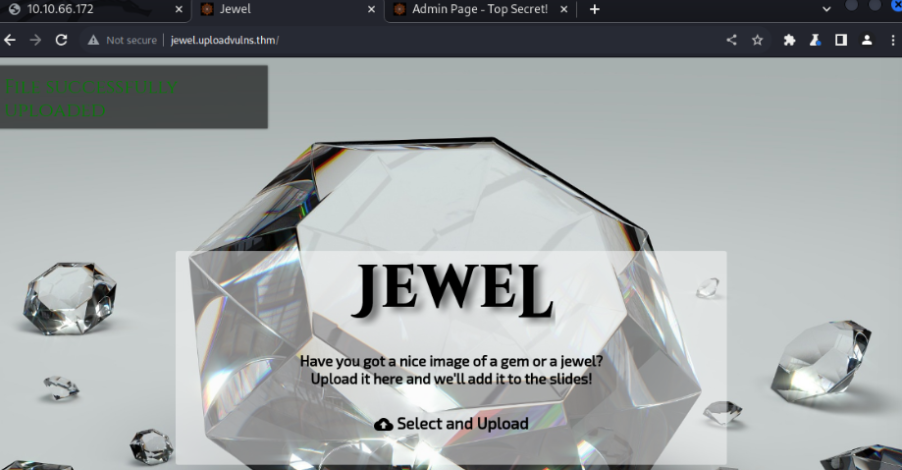 10.10.66.172
Jewel
Admin Page - Top Secret!
Not secure
jewel.uploadvulns.thm/
FILE SUCCESSFULLY
UPLOADED
JEWEL
Have you got a nice image of a gem or a jewel?
Upload it here and we'll add it to the slides!
Select and Upload